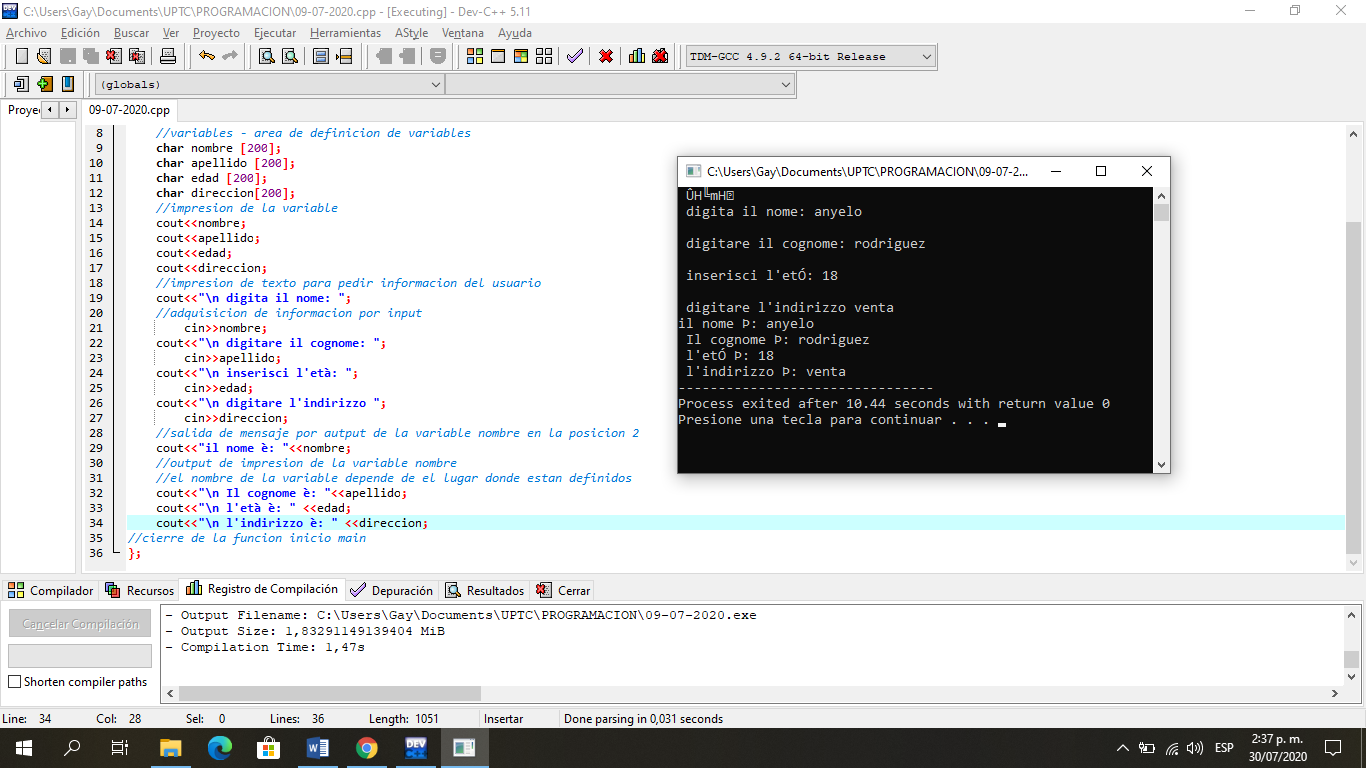 C:\Users\Gay\Documents\UPTC\PROGRAMACION\09-07-2020.cpp - [Executing] - Dev-C++ 5.11
Archivo Edición Buscar Ver Proyecto Ejecutar Herramientas AStyle Ventana Ayuda
TDM-GCC 4.9.2 64-bit Release
(globals)
Proyec 09-07-2020.cpp
8 //variables - area de definicion de variables
9 char nombre [200];
10 char apellido [200];
11 char edad [200];
12 char direccion[200];
13 //impresion de la variable
14 cout<<nombre;
15 cout<<apellido;
16 cout<<edad;
17 cout<<direccion;
18 //impresion de texto para pedir informacion del usuario
19 cout<<"\n digita il nome: ";
20 //adquisicion de informacion por input
21 cin>>nombre;
22 cout<<"\n digitare il cognome: ";
23 cin>>apellido;
24 cout<<"\n inserisci l'età: ";
25 cin>>edad;
26 cout<<"\n digitare l'indirizzo ";
27 cin>>direccion;
28 //salida de mensaje por autput de la variable nombre en la posicion 2
29 cout<<"il nome è: "<<nombre;
30 //output de impresion de la variable nombre
31 //el nombre de la variable depende de el lugar donde estan definidos
32 cout<<"\n Il cognome è: "<<apellido;
33 cout<<"\n l'età è: " <<edad;
34 cout<<"\n l'indirizzo è: " <<direccion;
35 //cierre de la funcion inicio main
36 };
C:\Users\Gay\Documents\UPTC\PROGRAMACION\09-07-2...
ÛH╚mH
digita il nome: anyelo
digitare il cognome: rodriguez
inserisci l'etÓ: 18
digitare l'indirizzo venta
il nome Þ: anyelo
Il cognome Þ: rodriguez
l'etÓ Þ: 18
l'indirizzo Þ: venta
--------------------------------
Process exited after 10.44 seconds with return value 0
Presione una tecla para continuar . . .
Compilador Recursos Registro de Compilación Depuración Resultados Cerrar
Cancelar Compilación
Shorten compiler paths
- Output Filename: C:\Users\Gay\Documents\UPTC\PROGRAMACION\09-07-2020.exe
- Output Size: 1,83291149139404 MiB
- Compilation Time: 1,47s
Line: 34 Col: 28 Sel: 0 Lines: 36 Length: 1051 Insertar Done parsing in 0,031 seconds
ESP
2:37 p. m.
30/07/2020